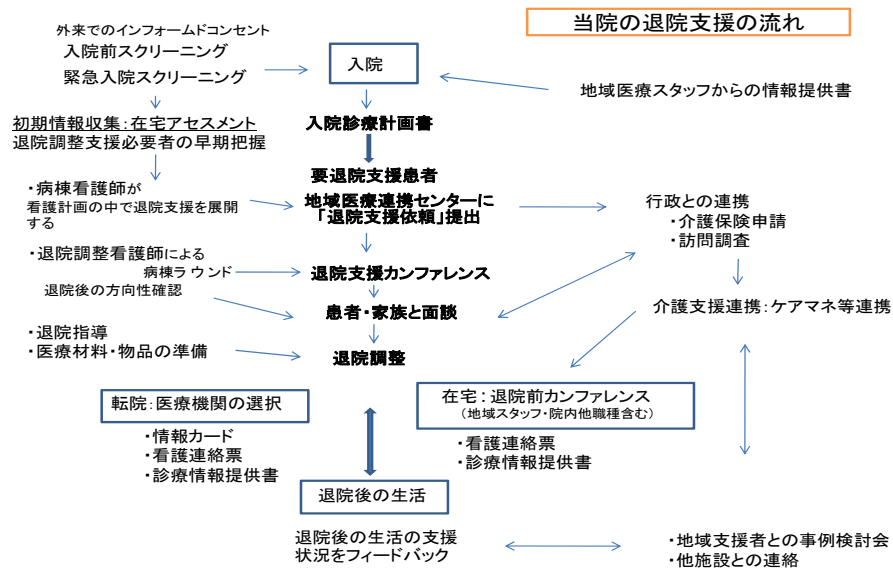 当院の退院支援の流れ
外来でのインフォームドコンセント
入院前スクリーニング
緊急入院スクリーニング
入院
地域医療スタッフからの情報提供書
初期情報収集：在宅アセスメント
退院調整支援必要者の早期把握
入院診療計画書
要退院支援患者
・病棟看護師が
看護計画の中で退院支援を展開
する
地域医療連携センターに
「退院支援依頼」提出
行政との連携
・介護保険申請
・訪問調査
・退院調整看護師による
病棟ラウンド
退院後の方向性確認
退院支援カンファレンス
患者・家族と面談
介護支援連携：ケアマネ等連携
・退院指導
・医療材料・物品の準備
退院調整
転院：医療機関の選択
・情報カード
・看護連絡票
・診療情報提供書
在宅：退院前カンファレンス
（地域スタッフ・院内他職種含む）
・看護連絡票
・診療情報提供書
退院後の生活
退院後の生活の支援
状況をフィードバック
・地域支援者との事例検討会
・他施設との連絡